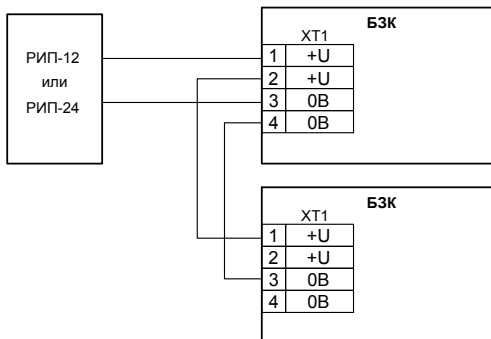 РИП-12
или
РИП-24
БЗК
XT1
1 +U
2 +U
3 0В
4 0В
БЗК
XT1
1 +U
2 +U
3 0В
4 0В